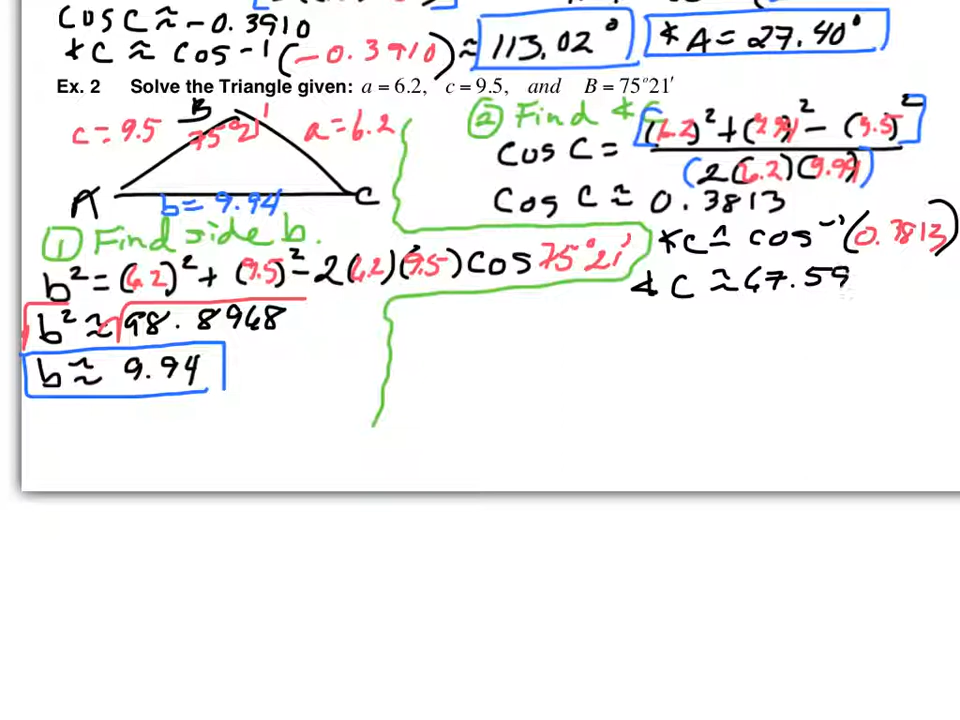 cos C ≈ -0.3910
∢C ≈ cos⁻¹(-0.3910) ≈ 113.02°
∢A = 27.40°
Ex. 2 Solve the Triangle given: a = 6.2, c = 9.5, and B = 75°21′
B
c = 9.5
75°21′
a = 6.2
A
b = 9.94
C
① Find side b.
b² = (6.2)² + (9.5)² - 2(6.2)(9.5) cos 75°21′
b² ≈ 98.8968
b ≈ 9.94
② Find ∢C
cos C = (6.2)² + (9.94)² - (9.5)²
(2(6.2)(9.94))
cos C ≈ 0.3813
∢C ≈ cos⁻¹(0.3813)
∢C ≈ 67.59